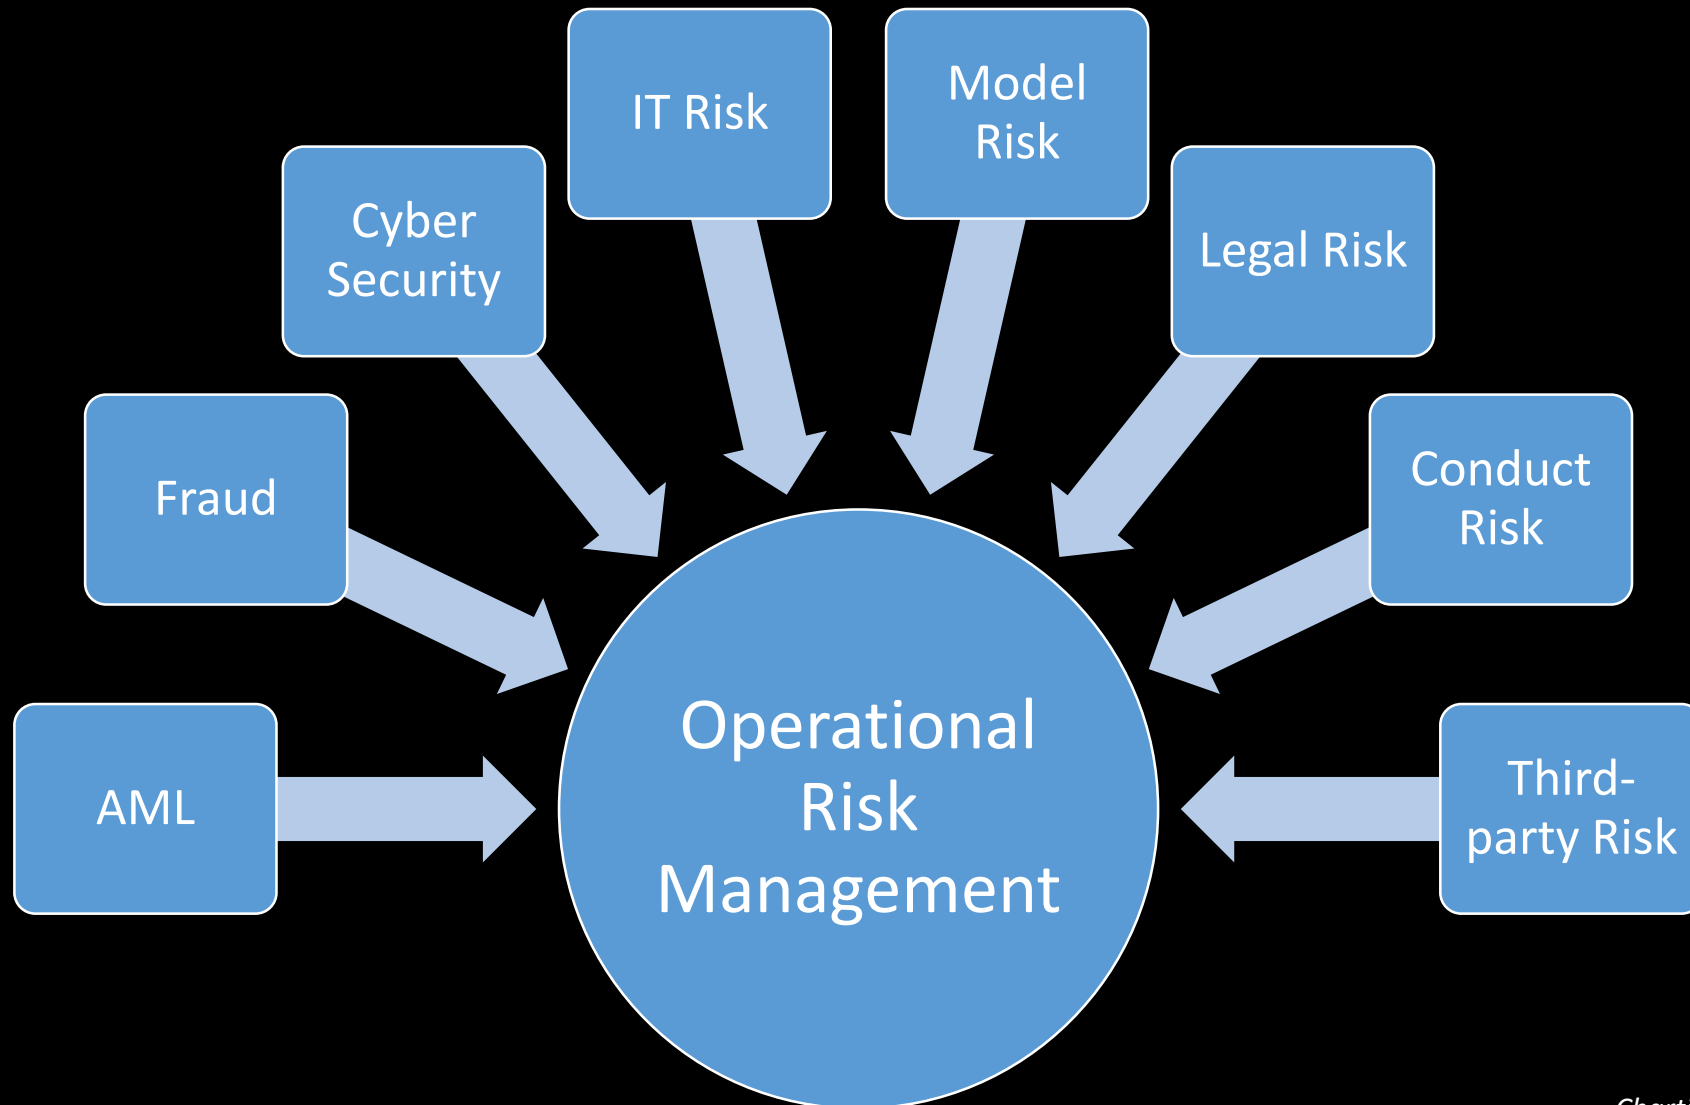 IT Risk
Model
Risk
Cyber
Security
Legal Risk
Fraud
Conduct
Risk
AML
Operational
Risk
Management
Third-
party Risk